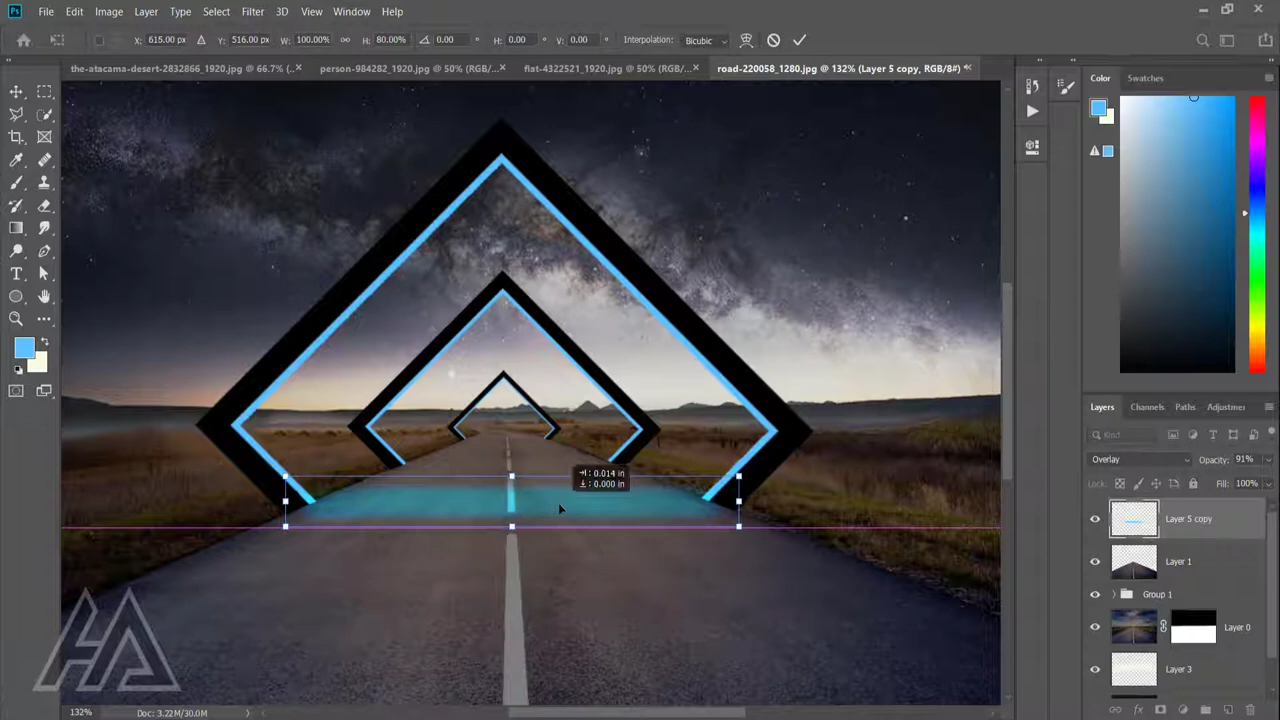 Ps File Edit Image Layer Type Select Filter 3D View Window Help
X: 615.00 px Y: 516.00 px W: 100.00% H: 80.00% 0.00 H: 0.00 V: 0.00 Interpolation: Bicubic
the-atacama-desert-2832866_1920.jpg @ 66.7% (... × person-984282_1920.jpg @ 50% (RGB/... × flat-4322521_1920.jpg @ 50% (RGB/... × road-220058_1280.jpg @ 132% (Layer 5 copy, RGB/8#)
Color Swatches
: 0.014 in
: 0.000 in
Layers Channels Paths Adjustmer
Kind
Overlay Opacity: 91%
Lock: Fill: 100%
Layer 5 copy
Layer 1
Group 1
Layer 0
Layer 3
HA
132% Doc: 3.22M/30.0M